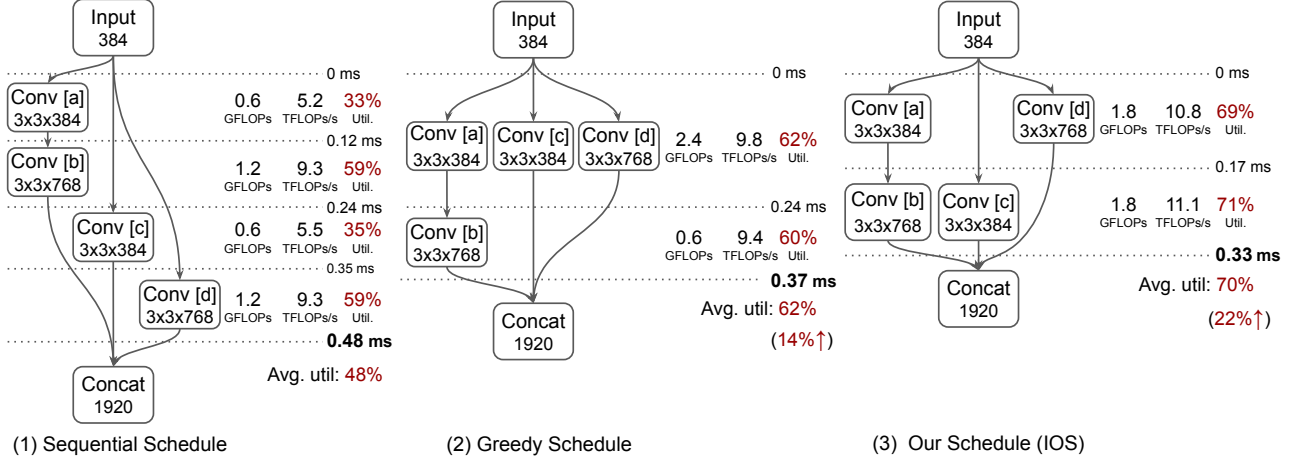 Input
384
0 ms
Conv [a]
3x3x384
0.6 5.2 33%
GFLOPs TFLOPs/s Util.
0.12 ms
Conv [b]
3x3x768
1.2 9.3 59%
GFLOPs TFLOPs/s Util.
0.24 ms
Conv [c]
3x3x384
0.6 5.5 35%
GFLOPs TFLOPs/s Util.
0.35 ms
Conv [d]
3x3x768
1.2 9.3 59%
GFLOPs TFLOPs/s Util.
0.48 ms
Concat
1920
Avg. util: 48%
(1) Sequential Schedule
Input
384
0 ms
Conv [a]
3x3x384
Conv [c]
3x3x384
Conv [d]
3x3x768
2.4 9.8 62%
GFLOPs TFLOPs/s Util.
0.24 ms
Conv [b]
3x3x768
0.6 9.4 60%
GFLOPs TFLOPs/s Util.
0.37 ms
Concat
1920
Avg. util: 62%
(14%↑)
(2) Greedy Schedule
Input
384
0 ms
Conv [a]
3x3x384
Conv [d]
3x3x768
1.8 10.8 69%
GFLOPs TFLOPs/s Util.
0.17 ms
Conv [b]
3x3x768
Conv [c]
3x3x384
1.8 11.1 71%
GFLOPs TFLOPs/s Util.
0.33 ms
Concat
1920
Avg. util: 70%
(22%↑)
(3) Our Schedule (IOS)